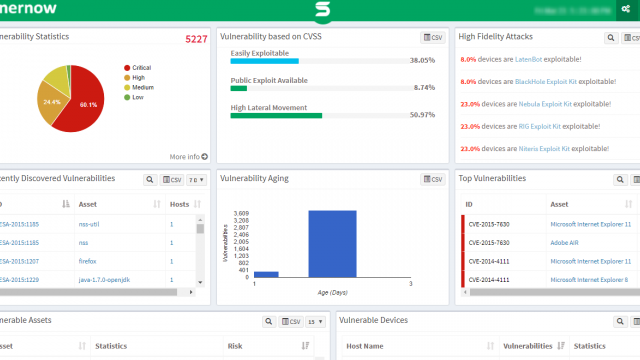 nernow
nerability Statistics
5227
Critical
High
Medium
Low
60.1%
24.4%
More info
Vulnerability based on CVSS
CSV
Easily Exploitable
38.05%
Public Exploit Available
8.74%
High Lateral Movement
50.97%
High Fidelity Attacks
CSV
8.0% devices are LatenBot exploitable!
8.0% devices are BlackHole Exploit Kit exploitable!
23.0% devices are Nebula Exploit Kit exploitable!
23.0% devices are RIG Exploit Kit exploitable!
23.0% devices are Niteris Exploit Kit exploitable!
cently Discovered Vulnerabilities
CSV
7 D
D Asset Hosts
ESA-2015:1185 nss-util 1
ESA-2015:1185 nss 1
ESA-2015:1207 firefox 1
ESA-2015:1229 java-1.7.0-openjdk 1
Vulnerability Aging
CSV
Vulnerabilities
3,609
3,208
2,807
2,406
2,005
1,604
1,203
802
401
0
1 3
Age (Days)
Top Vulnerabilities
ID Asset
CVE-2015-7630 Microsoft Internet Explorer 11
CVE-2015-7630 Adobe AIR
CVE-2014-4111 Microsoft Internet Explorer 11
CVE-2014-4111 Microsoft Internet Explorer 8
nerable Assets
CSV
15
sset Statistics Risk
Vulnerable Devices
Host Name Vulnerabilities Statistics